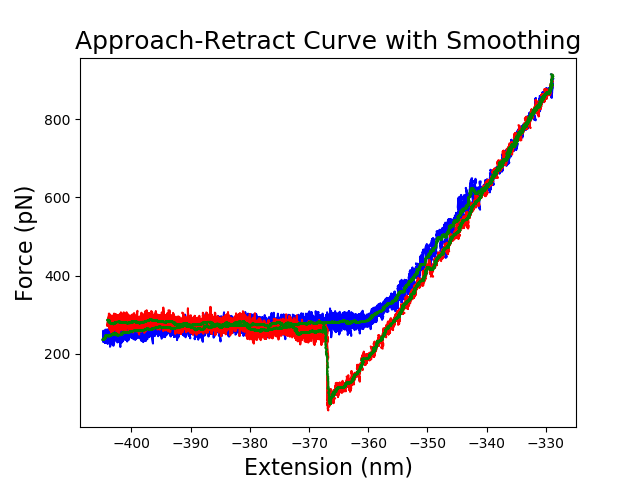 Approach-Retract Curve with Smoothing
800
600
400
200
Force (pN)
−400 −390 −380 −370 −360 −350 −340 −330
Extension (nm)